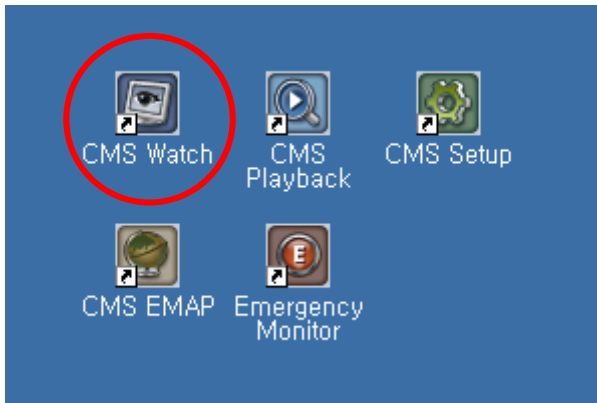 CMS Watch
CMS
Playback
CMS Setup
CMS EMAP
E
Emergency
Monitor